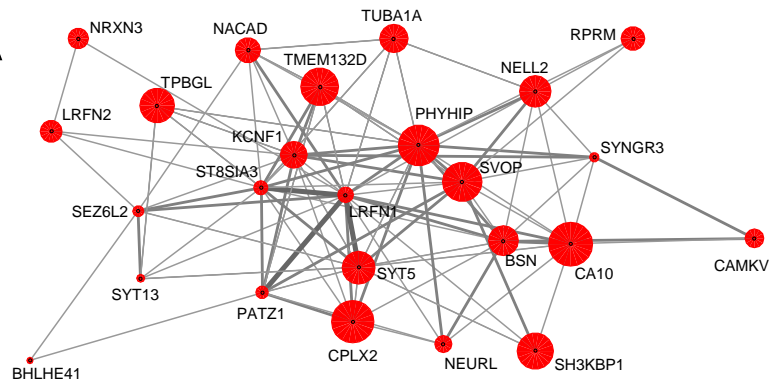 TUBA1A
NRXN3
NACAD
RPRM
A
TMEM132D
NELL2
TPBGL
LRFN2
PHYHIP
KCNF1
SYNGR3
ST8SIA3
SVOP
SEZ6L2
LRFN1
BSN
CA10
CAMKV
SYT5
SYT13
PATZ1
CPLX2
NEURL
SH3KBP1
BHLHE41